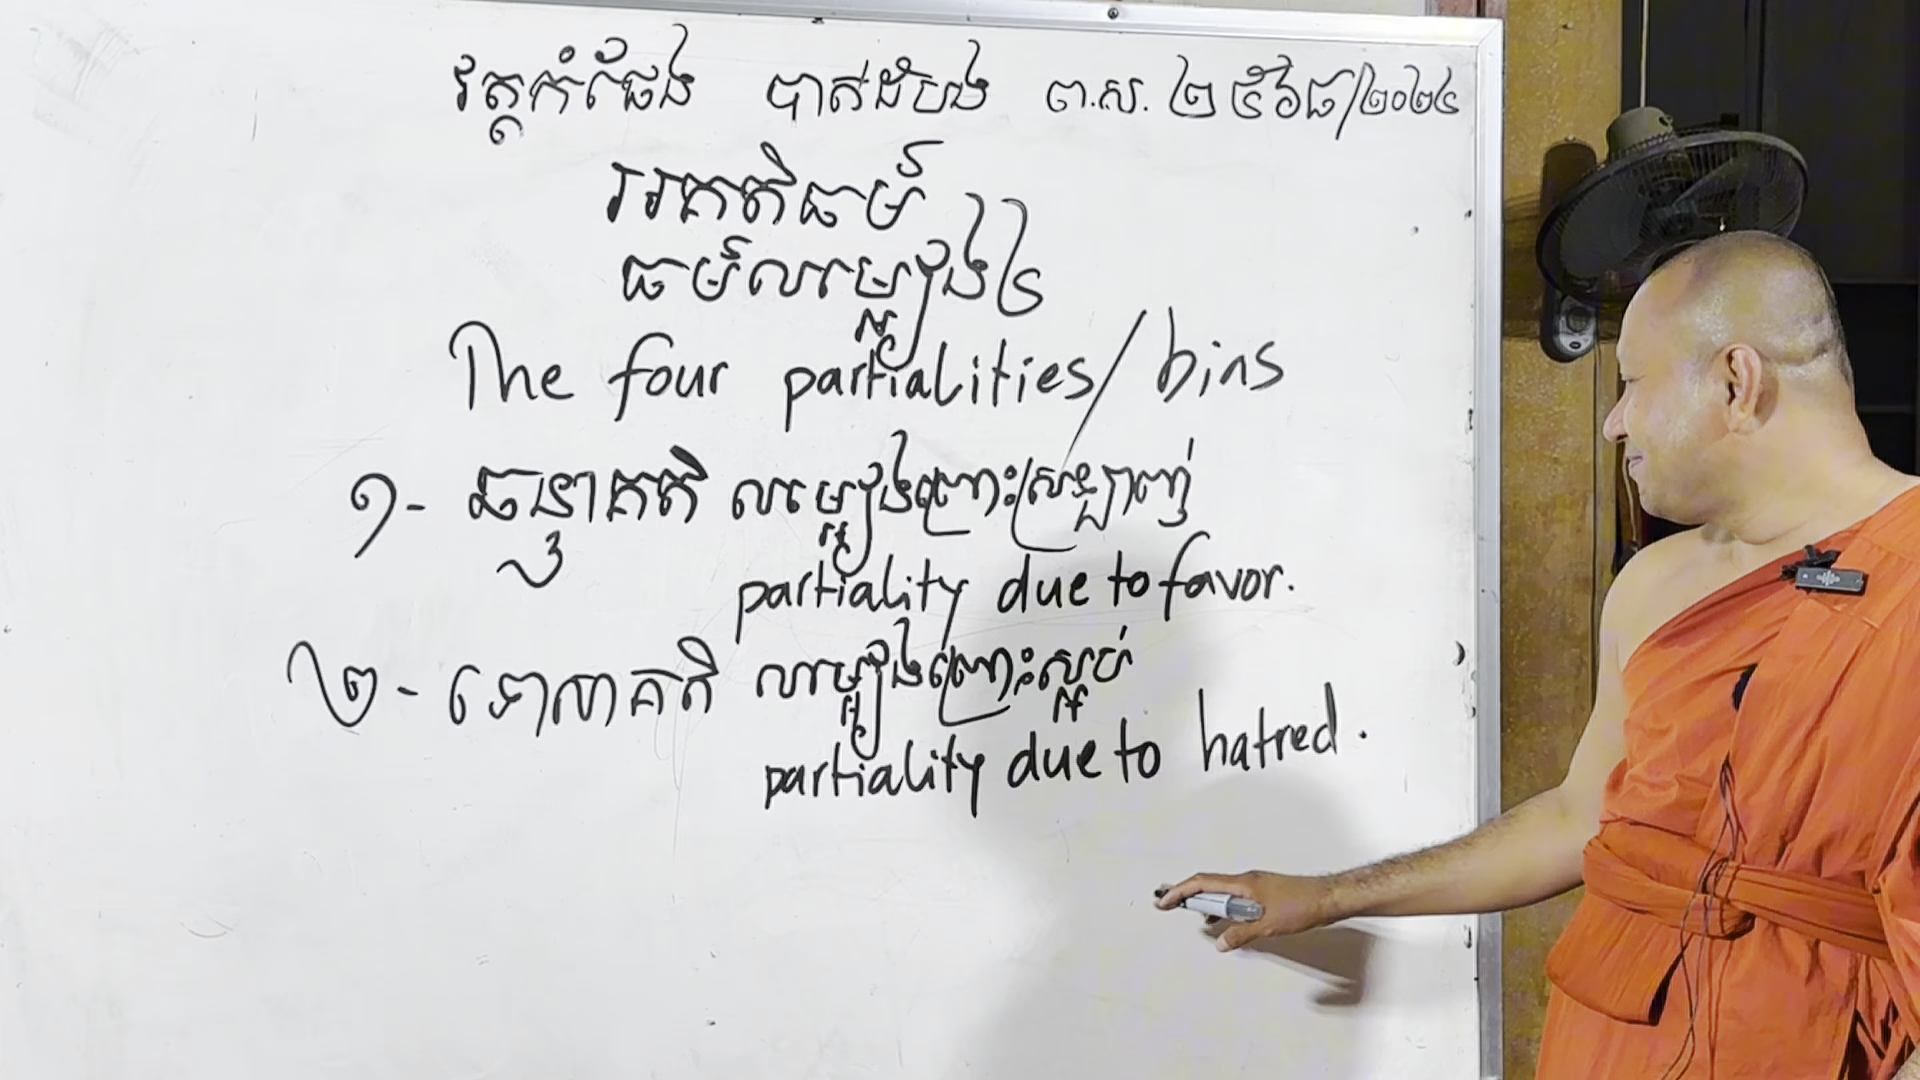 វត្តកំផែង បាត់ដំបង ព.ស. ២៥៦៨/២០២៤
អគតិធម៌
ធម៌លម្អៀង៤
The four partialities/bias
១- ឆន្ទាគតិ លម្អៀងព្រោះស្រឡាញ់
partiality due to favor.
២- ទោសាគតិ លម្អៀងព្រោះស្អប់
partiality due to hatred.